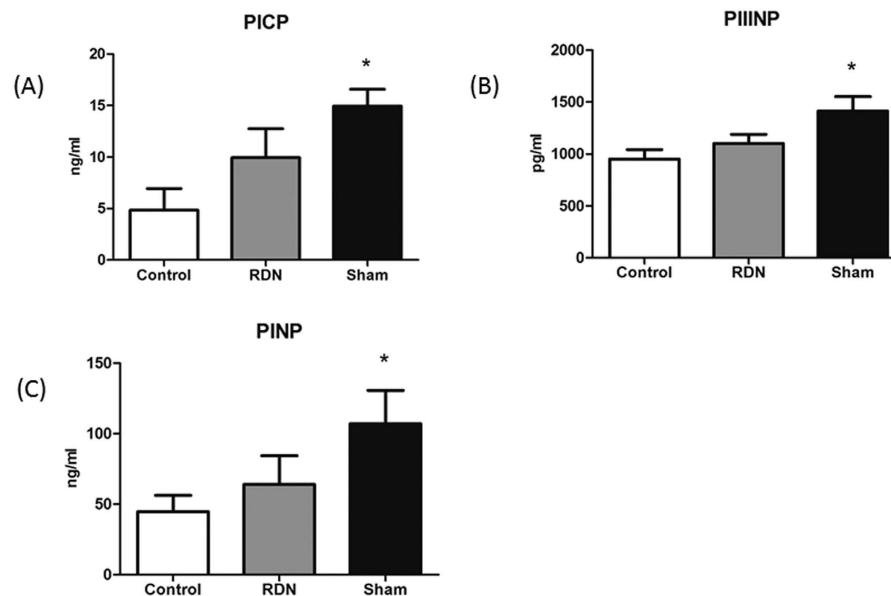 PICP
(A)
ng/ml
20
15
10
5
0
*
Control RDN Sham
PIIINP
(B)
pg/ml
2000
1500
1000
500
0
*
Control RDN Sham
PINP
(C)
ng/ml
150
100
50
0
*
Control RDN Sham